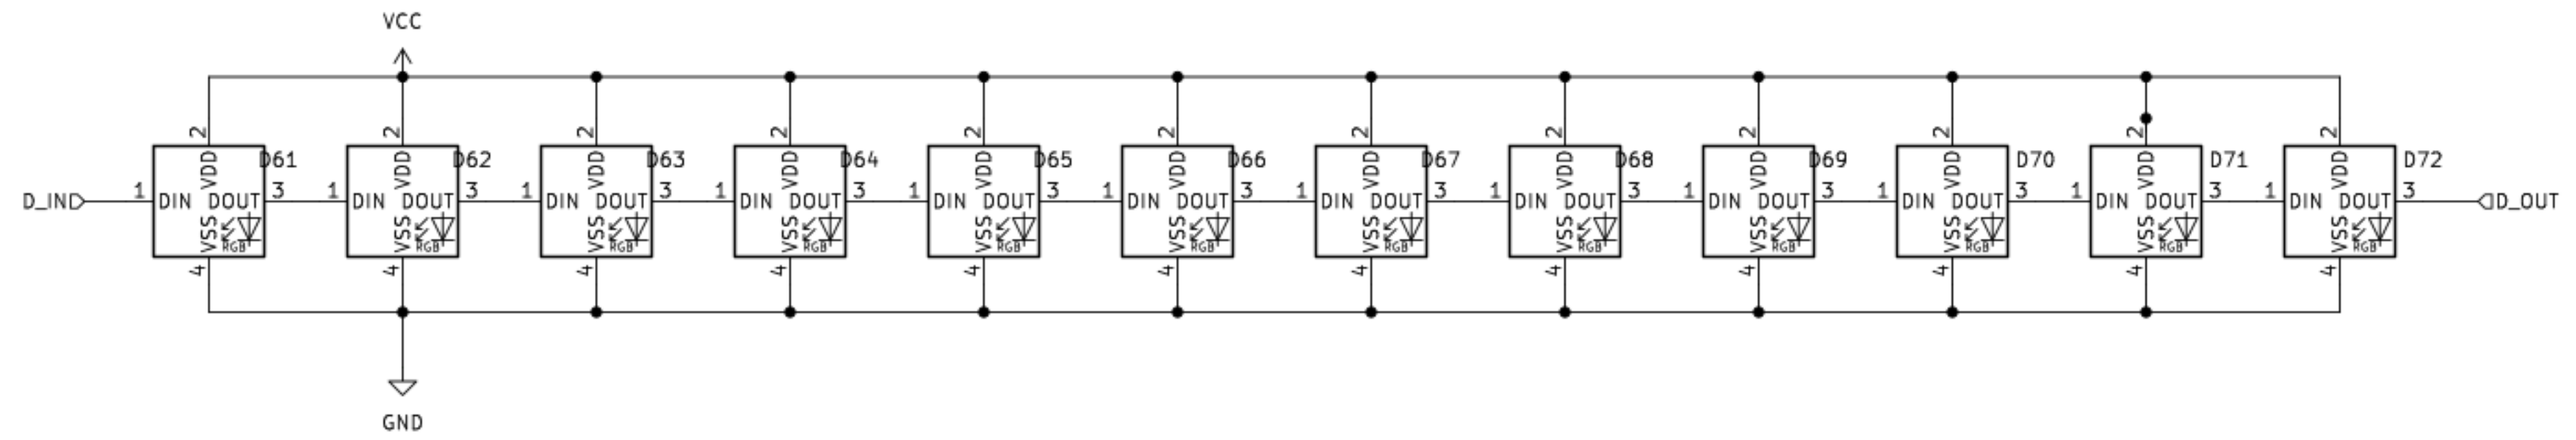 VCC
2 2 2 2 2 2 2 2 2 2 2 2
D61 D62 D63 D64 D65 D66 D67 D68 D69 D70 D71 D72
VDD VDD VDD VDD VDD VDD VDD VDD VDD VDD VDD VDD
D_IN 1 DIN DOUT 3 1 DIN DOUT 3 1 DIN DOUT 3 1 DIN DOUT 3 1 DIN DOUT 3 1 DIN DOUT 3 1 DIN DOUT 3 1 DIN DOUT 3 1 DIN DOUT 3 1 DIN DOUT 3 1 DIN DOUT 3 1 DIN DOUT 3 D_OUT
VSS RGB VSS RGB VSS RGB VSS RGB VSS RGB VSS RGB VSS RGB VSS RGB VSS RGB VSS RGB VSS RGB VSS RGB
4 4 4 4 4 4 4 4 4 4 4 4
GND